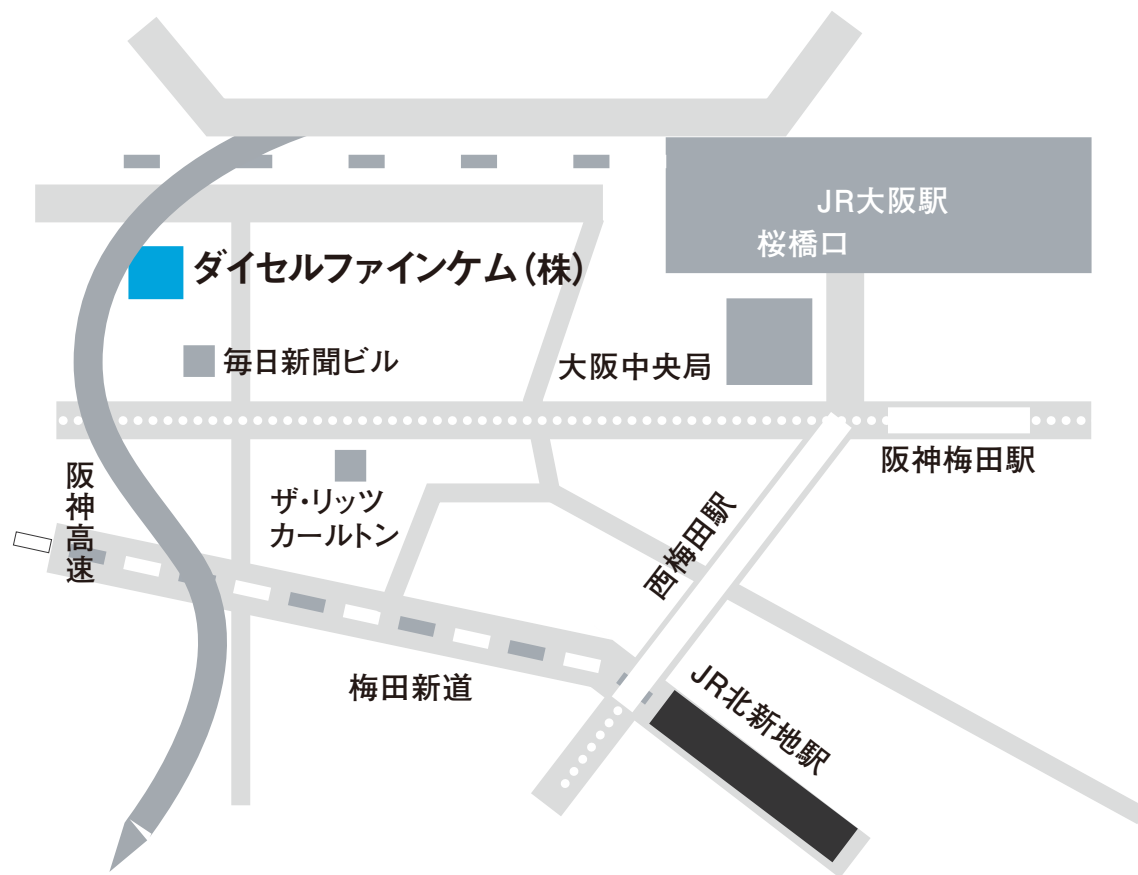 JR大阪駅
桜橋口
ダイセルファインケム(株)
毎日新聞ビル
大阪中央局
阪神梅田駅
阪神高速
ザ・リッツ
カールトン
西梅田駅
梅田新道
JR北新地駅